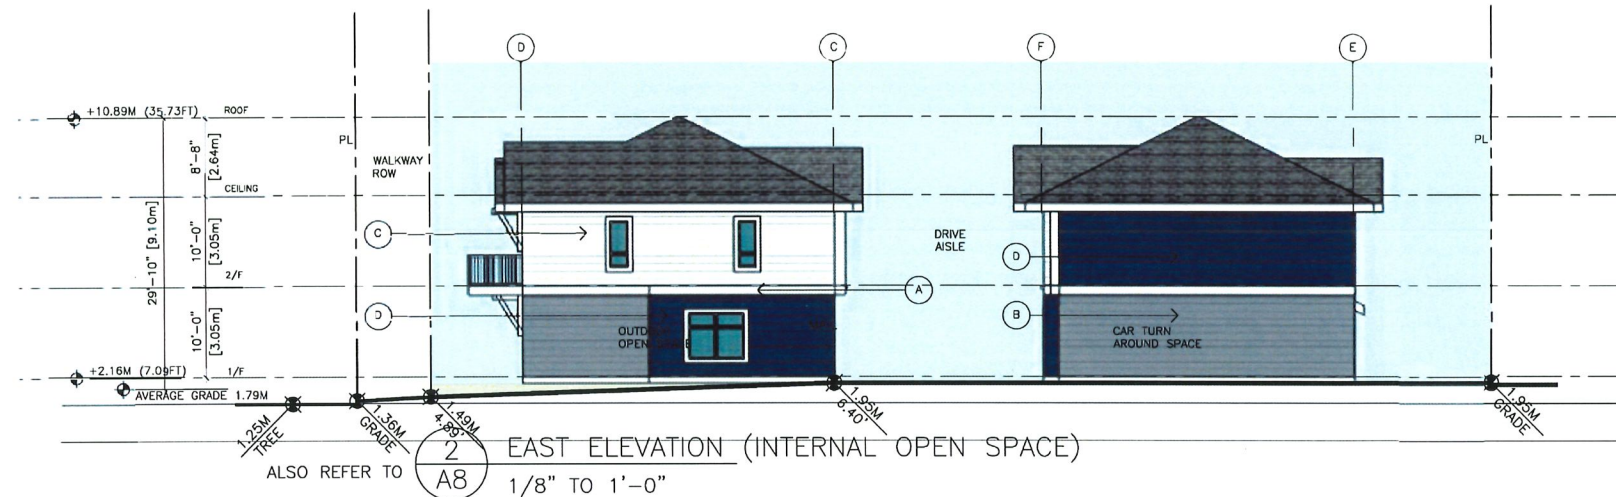 D
C
F
E
+10.89M (35.73FT)
ROOF
PL
PL
8'-8"
[2.64m]
WALKWAY
ROW
CEILING
C
10'-0"
[3.05m]
29'-10" [9.10m]
DRIVE
AISLE
D
2/F
A
D
B
10'-0"
[3.05m]
CAR TURN
AROUND SPACE
+2.16M (7.09FT)
1/F
AVERAGE GRADE 1.79M
1.25M
TREE
1.36M
GRADE
1.49M
4.89'
1.95M
6.40'
1.95M
GRADE
ALSO REFER TO
2
A8
EAST ELEVATION (INTERNAL OPEN SPACE)
1/8" TO 1'-0"